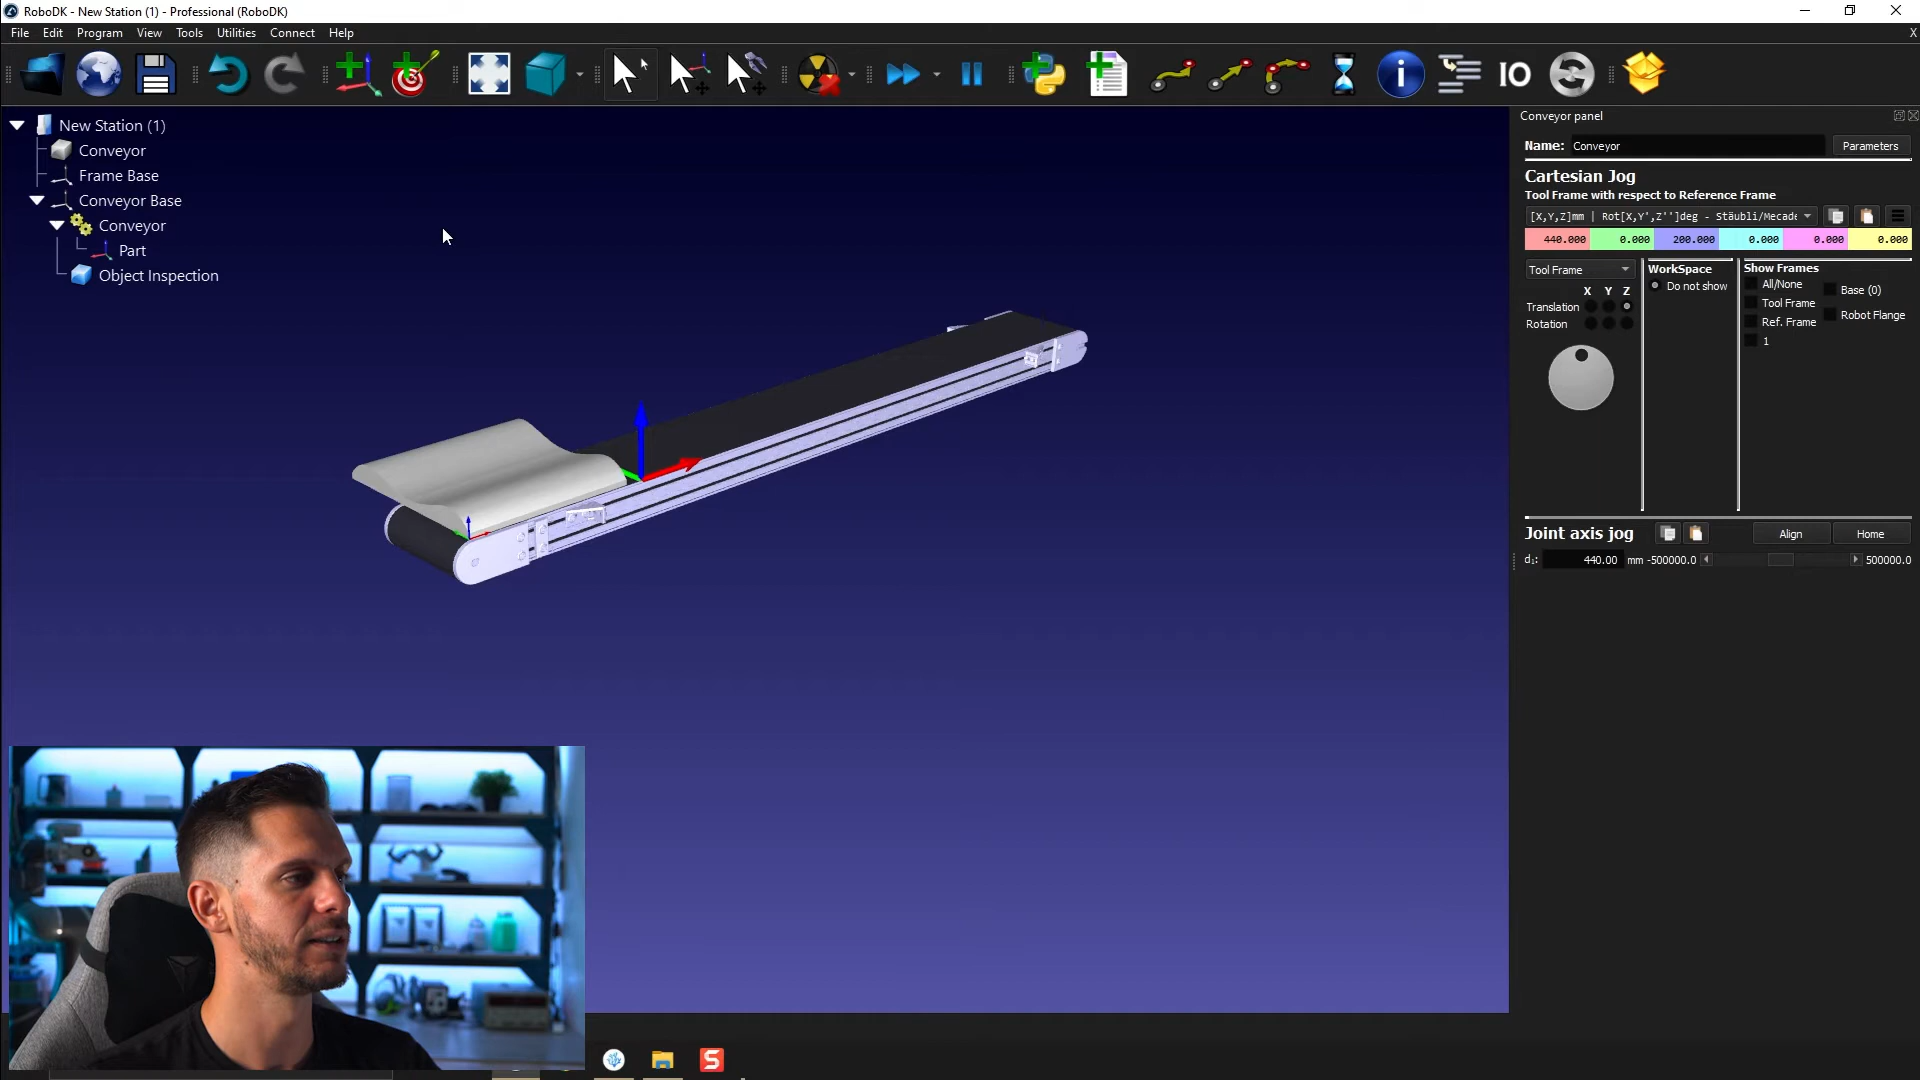 RoboDK - New Station (1) - Professional (RoboDK)
File Edit Program View Tools Utilities Connect Help X
IO
New Station (1)
Conveyor
Frame Base
Conveyor Base
Conveyor
Part
Object Inspection
Conveyor panel
Name: Conveyor Parameters
Cartesian Jog
Tool Frame with respect to Reference Frame
[X,Y,Z]mm | Rot[X,Y',Z'']deg - Stäubli/Mecade
440.000 0.000 200.000 0.000 0.000 0.000
Tool Frame
X Y Z
Translation
Rotation
WorkSpace
Do not show
Show Frames
All/None
Tool Frame
Ref. Frame
1
Base (0)
Robot Flange
Joint axis jog Align Home
d₁: 440.00 mm -500000.0 500000.0
S